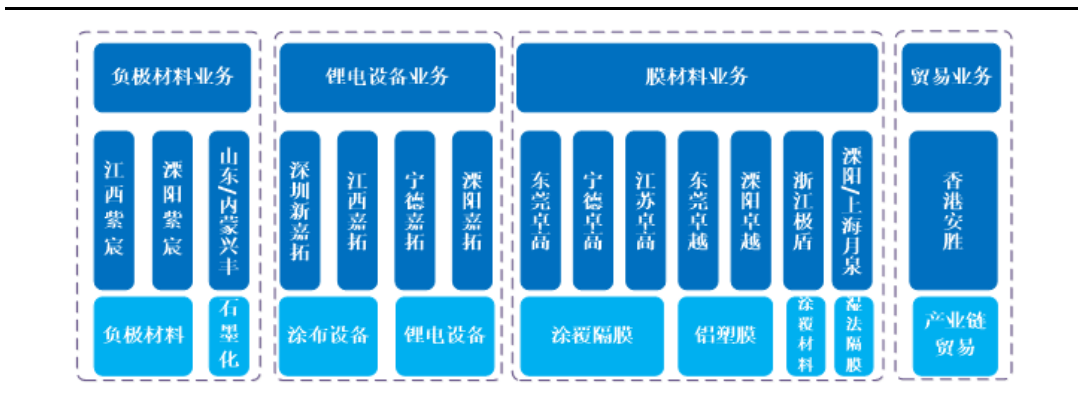 负极材料业务
锂电设备业务
膜材料业务
贸易业务
江西紫宸
溧阳紫宸
山东/内蒙兴丰
深圳新嘉拓
江西嘉拓
宁德嘉拓
溧阳嘉拓
东莞卓高
宁德卓高
江苏卓高
东莞卓越
溧阳卓越
浙江极盾
溧阳/上海月泉
香港安胜
负极材料
石墨化
涂布设备
锂电设备
涂覆隔膜
铝塑膜
涂覆材料
湿法隔膜
产业链
贸易